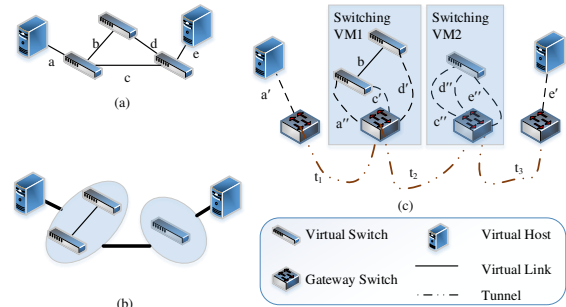 a
b
c
d
e
(a)
(b)
Switching
VM1
Switching
VM2
a′
b
a″
c′
d′
d″
e″
c″
e′
t1
t2
t3
(c)
Virtual Switch
Virtual Host
Gateway Switch
Virtual Link
Tunnel